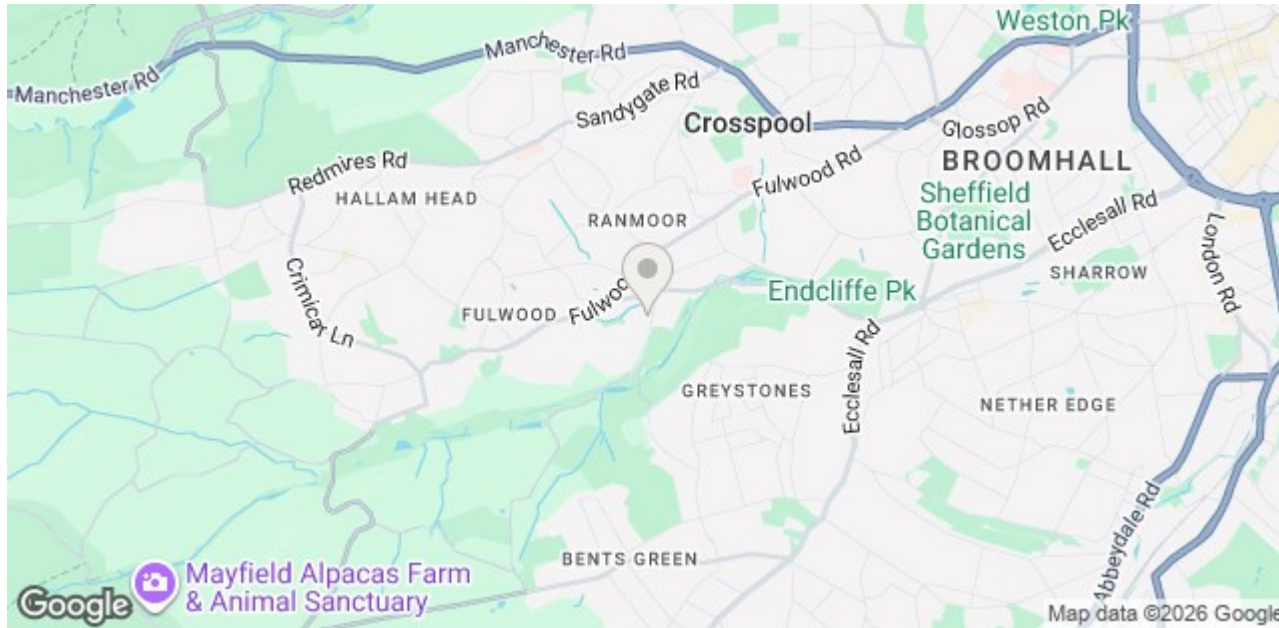 Weston Pk
Manchester Rd
Manchester Rd
Sandygate Rd
Crosspool
Glossop Rd
BROOMHALL
Redmires Rd
Fulwood Rd
HALLAM HEAD
RANMOOR
Sheffield
Botanical
Gardens
Ecclesall Rd
London Rd
SHARROW
Crimicar Ln
FULWOOD
Fulwoo
Endcliffe Pk
Ecclesall Rd
GREYSTONES
NETHER EDGE
Abbeydale Rd
BENTS GREEN
Mayfield Alpacas Farm
& Animal Sanctuary
Google
Map data ©2026 Google